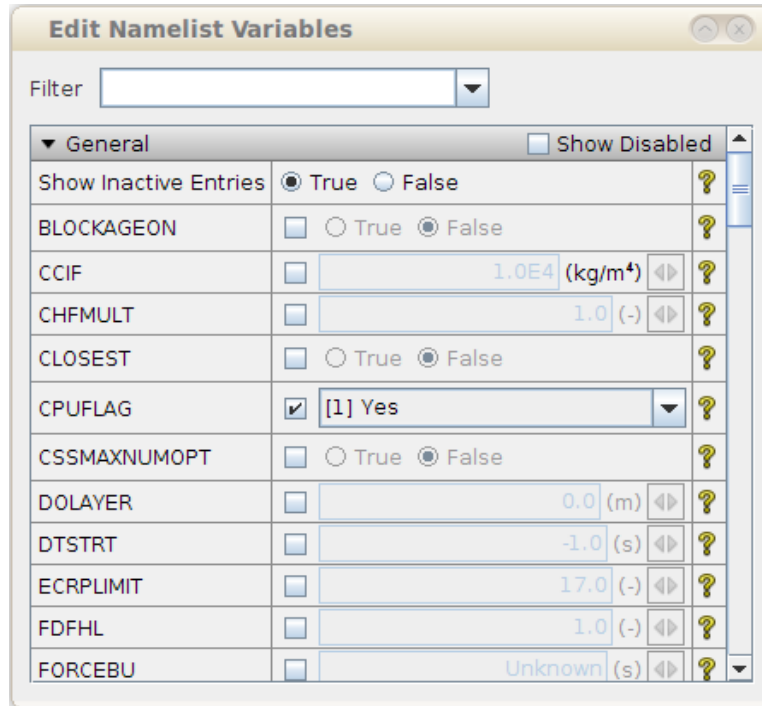 Edit Namelist Variables
Filter
General Show Disabled
Show Inactive Entries True False
BLOCKAGEON True False
CCIF 1.0E4 (kg/m⁴)
CHFMULT 1.0 (-)
CLOSEST True False
CPUFLAG [1] Yes
CSSMAXNUMOPT True False
DOLAYER 0.0 (m)
DTSTRT -1.0 (s)
ECRPLIMIT 17.0 (-)
FDFHL 1.0 (-)
FORCEBU Unknown (s)